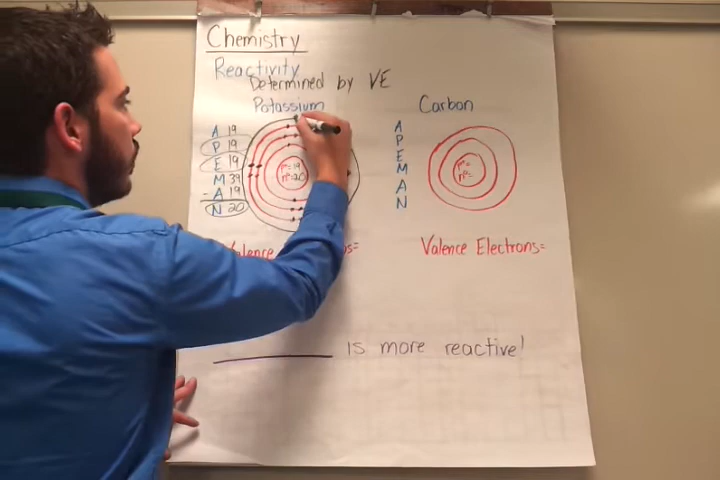 Chemistry
Reactivity
Determined by VE
Potassium
A 19
P 19
E 19
M 39
- A 19
N 20
P⁺=19
n°=20
Carbon
A
P
E
M
A
N
P⁺=
n°=
Valence Electrons=
is more reactive!